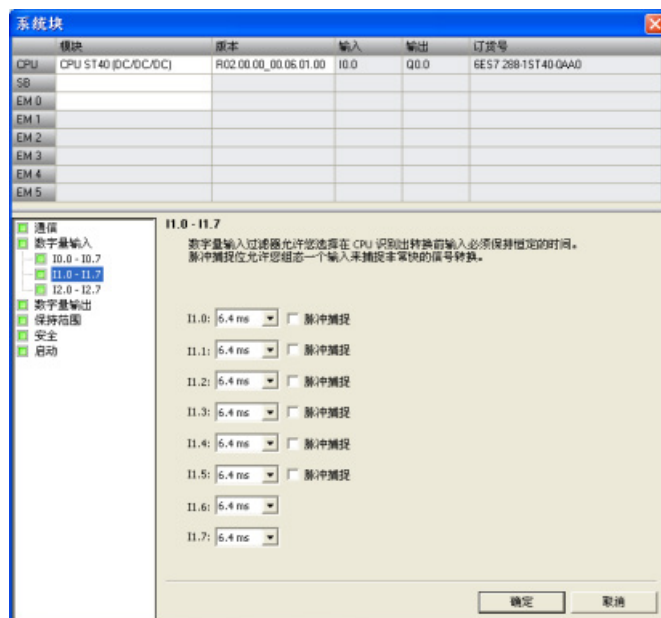 系统块
模块 版本 输入 输出 订货号
CPU CPU ST40 (DC/DC/DC) R02.00.00_00.06.01.00 I0.0 Q0.0 6ES7 288-1ST40-0AA0
SB
EM 0
EM 1
EM 2
EM 3
EM 4
EM 5
通信
数字量输入
I0.0 - I0.7
I1.0 - I1.7
I2.0 - I2.7
数字量输出
保持范围
安全
启动
I1.0 - I1.7
数字量输入过滤器允许您选择在 CPU 识别出转换前输入必须保持恒定的时间。
脉冲捕捉位允许您组态一个输入来捕捉非常快的信号转换。
I1.0: 6.4 ms 脉冲捕捉
I1.1: 6.4 ms 脉冲捕捉
I1.2: 6.4 ms 脉冲捕捉
I1.3: 6.4 ms 脉冲捕捉
I1.4: 6.4 ms 脉冲捕捉
I1.5: 6.4 ms 脉冲捕捉
I1.6: 6.4 ms
I1.7: 6.4 ms
确定 取消